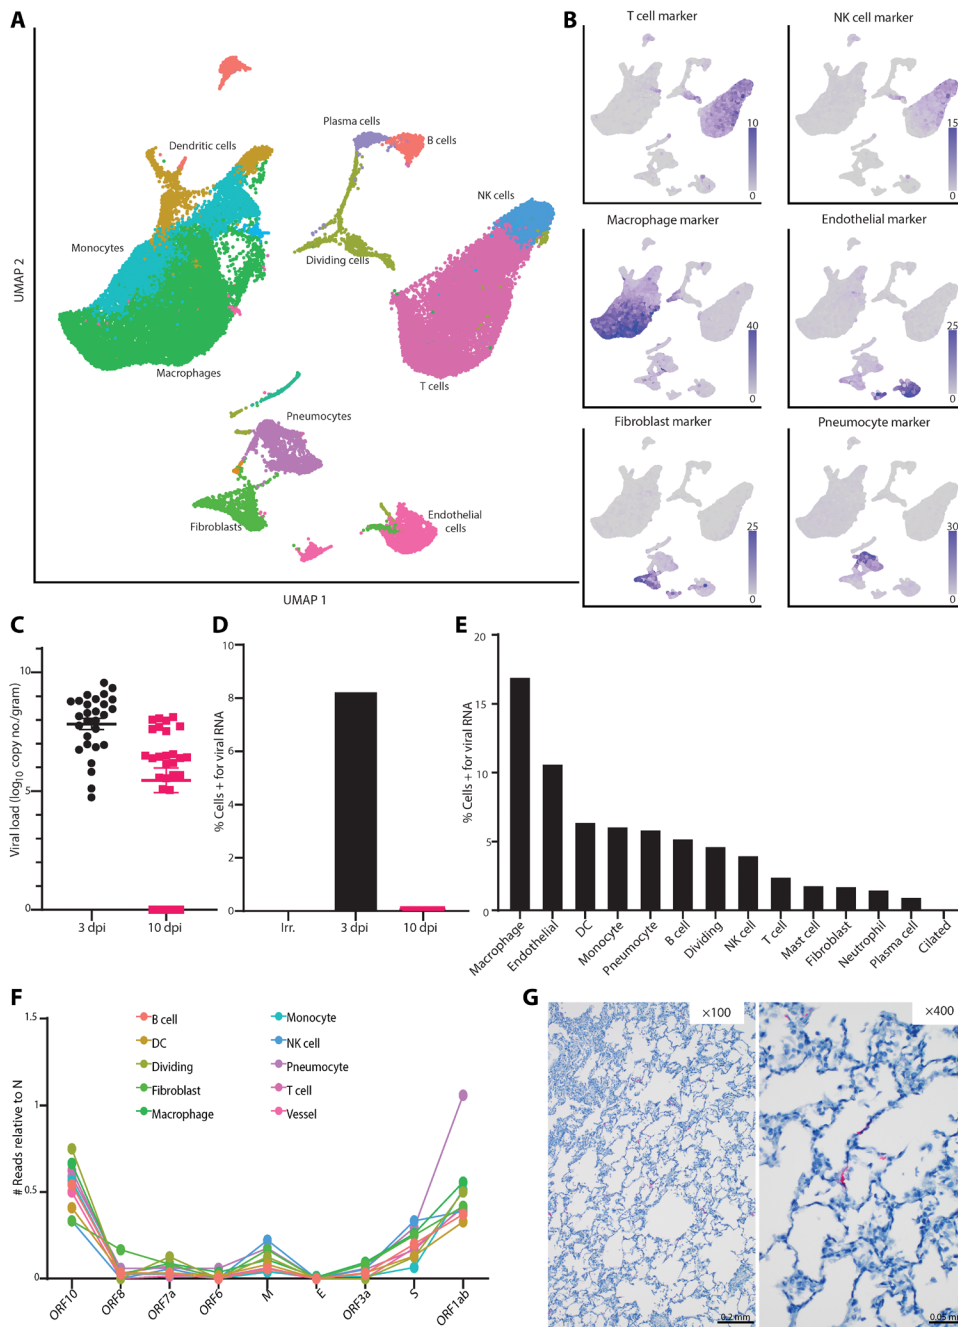 A
UMAP 2
UMAP 1
Dendritic cells
Plasma cells
B cells
NK cells
Monocytes
Dividing cells
Macrophages
T cells
Pneumocytes
Fibroblasts
Endothelial
cells
B
T cell marker
10
0
NK cell marker
15
0
Macrophage marker
40
0
Endothelial marker
25
0
Fibroblast marker
25
0
Pneumocyte marker
30
0
C
Viral load (log10 copy no./gram)
10
5
0
3 dpi
10 dpi
D
% Cells + for viral RNA
10
8
6
4
2
0
Irr.
3 dpi
10 dpi
E
% Cells + for viral RNA
20
15
10
5
0
Macrophage
Endothelial
DC
Monocyte
Pneumocyte
B cell
Dividing
NK cell
T cell
Mast cell
Fibroblast
Neutrophil
Plasma cell
Cilated
F
# Reads relative to N
1.5
1
0.5
0
B cell
DC
Dividing
Fibroblast
Macrophage
Monocyte
NK cell
Pneumocyte
T cell
Vessel
ORF10
ORF8
ORF7a
ORF6
M
E
ORF3a
S
ORF1ab
G
×100
0.2 mm
×400
0.05 mm